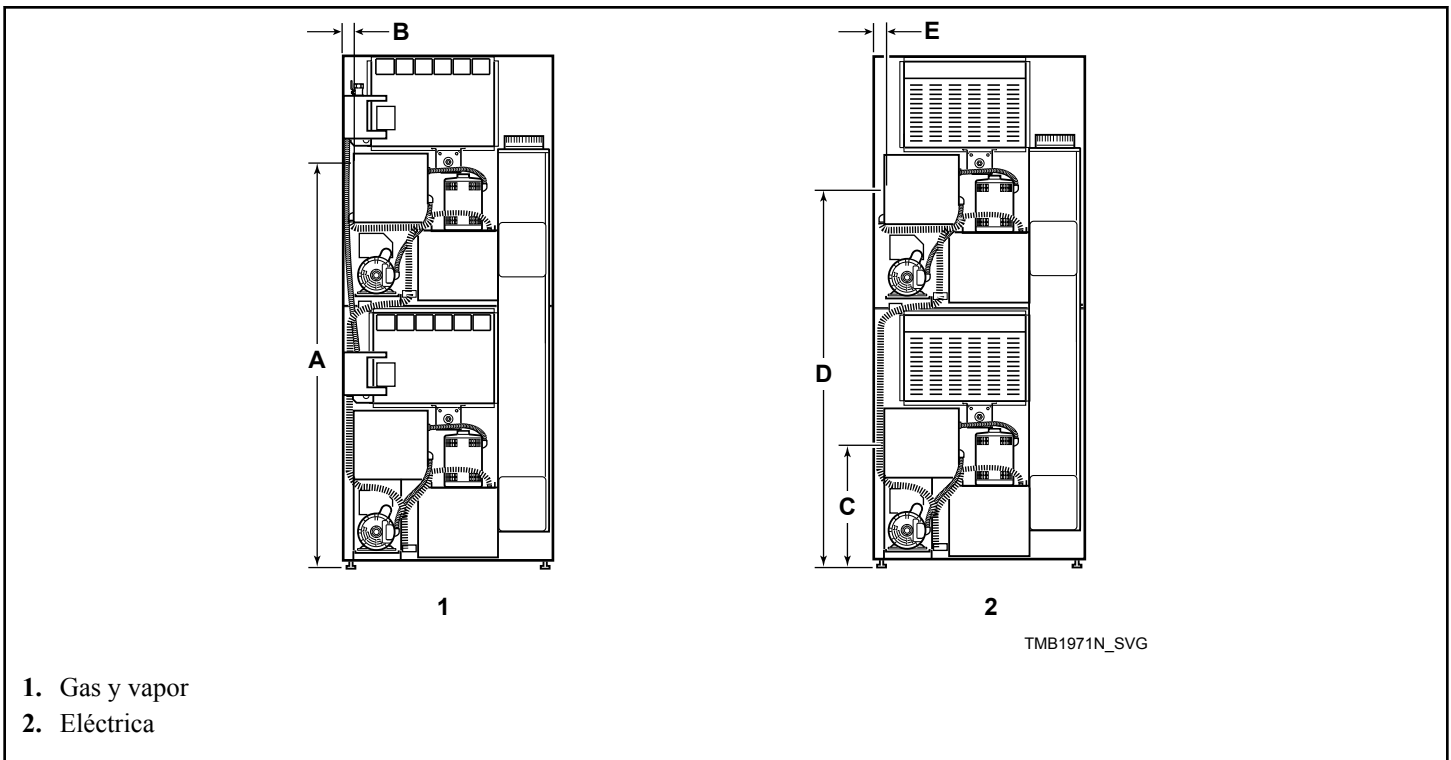 B
E
A
D
C
1
2
TMB1971N_SVG
1. Gas y vapor
2. Eléctrica